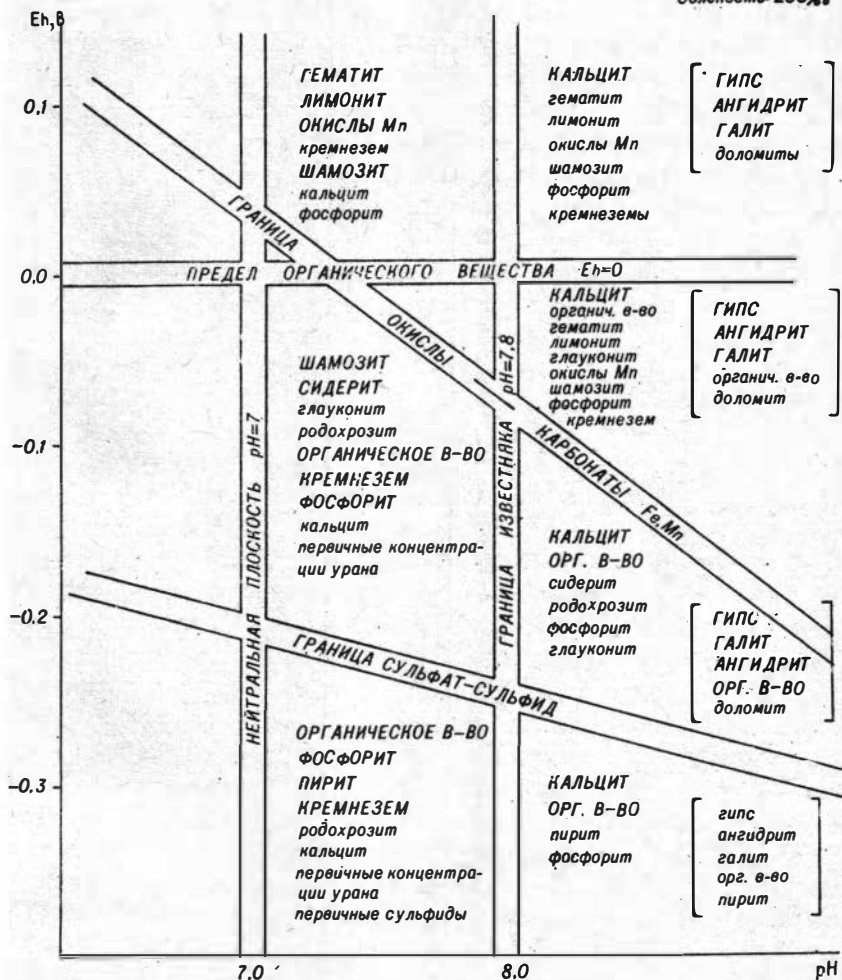 Eh, в
0.1
0.0
-0.1
-0.2
-0.3
7.0
8.0
pH
ГЕМАТИТ
ЛИМОНИТ
ОКИСЛЫ Mn
кремнезем
ШАМОЗИТ
кальцит
фосфорит
КАЛЬЦИТ
гематит
лимонит
окислы Mn
шамозит
фосфорит
кремнеземы
ГИПС
АНГИДРИТ
ГАЛИТ
доломиты
ГРАНИЦА ОКИСЛЫ КАРБОНАТЫ Fe, Mn
ПРЕДЕЛ ОРГАНИЧЕСКОГО ВЕЩЕСТВА Eh=0
ШАМОЗИТ
СИДЕРИТ
глауконит
родохрозит
ОРГАНИЧЕСКОЕ В-ВО
КРЕМНЕЗЕМ
ФОСФОРИТ
кальцит
первичные концентра-
ции урана
КАЛЬЦИТ
органич. в-во
гематит
лимонит
глауконит
окислы Mn
шамозит
фосфорит
кремнезем
ГИПС
АНГИДРИТ
ГАЛИТ
органич. в-во
доломит
НЕЙТРАЛЬНАЯ ПЛОСКОСТЬ pH=7
ГРАНИЦА ИЗВЕСТНЯКА pH=7,8
КАЛЬЦИТ
ОРГ. В-ВО
сидерит
родохрозит
фосфорит
глауконит
ГИПС
ГАЛИТ
АНГИДРИТ
ОРГ. В-ВО
доломит
ГРАНИЦА СУЛЬФАТ-СУЛЬФИД
ОРГАНИЧЕСКОЕ В-ВО
ФОСФОРИТ
ПИРИТ
КРЕМНЕЗЕМ
родохрозит
кальцит
первичные концентра-
ции урана
первичные сульфиды
КАЛЬЦИТ
ОРГ. В-ВО
пирит
фосфорит
гипс
ангидрит
галит
орг. в-во
пирит